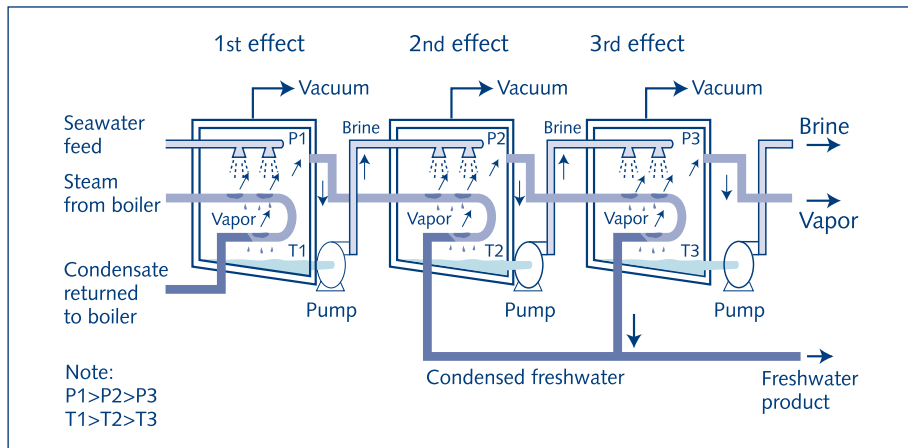 1st effect
2nd effect
3rd effect
Vacuum
Vacuum
Vacuum
Seawater
feed
P1
Brine
P2
Brine
P3
Brine
Steam
from boiler
Vapor
Vapor
Vapor
Vapor
T1
T2
T3
Condensate
returned
to boiler
Pump
Pump
Pump
Note:
P1>P2>P3
T1>T2>T3
Condensed freshwater
Freshwater
product